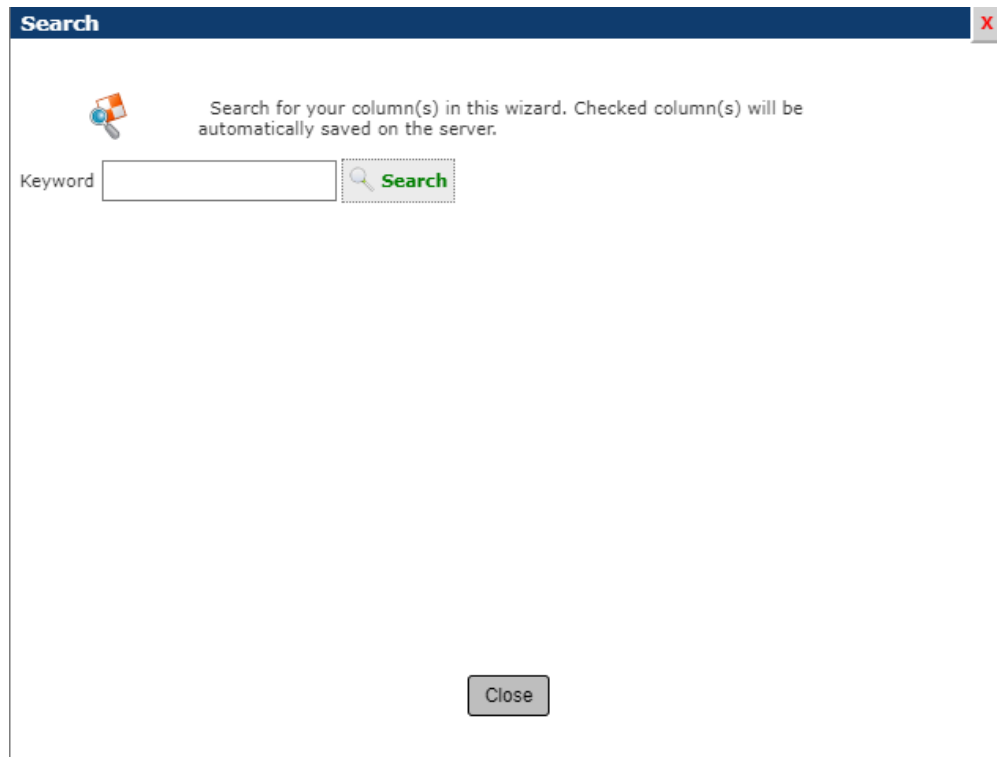 Search
X
Search for your column(s) in this wizard. Checked column(s) will be
automatically saved on the server.
Keyword
Search
Close